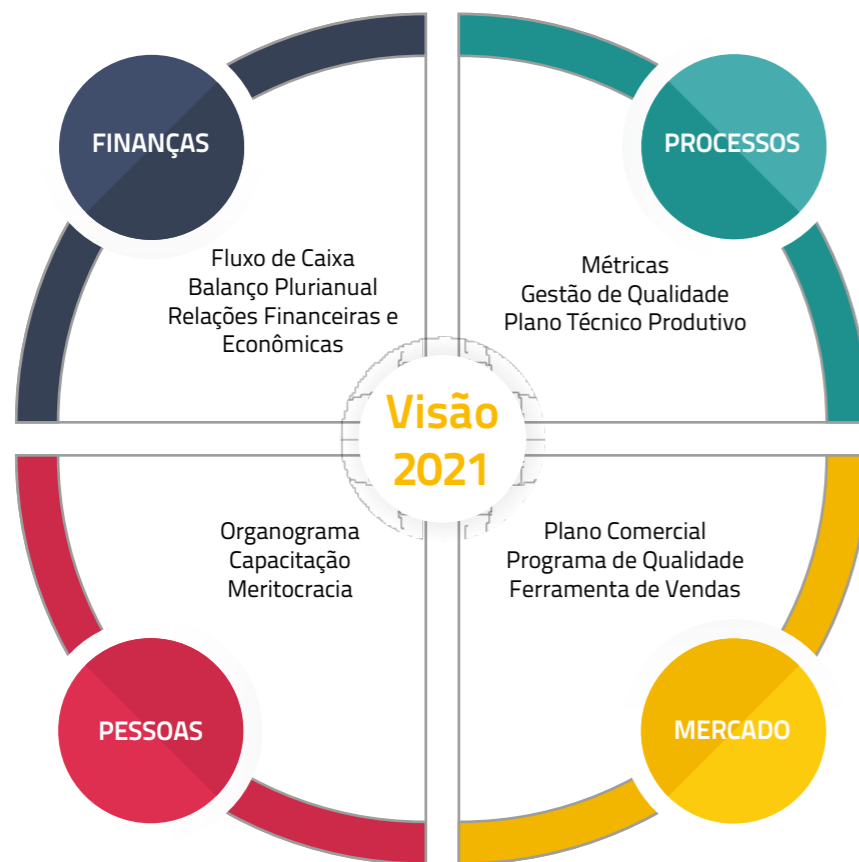 FINANÇAS
Fluxo de Caixa
Balanço Plurianual
Relações Financeiras e
Econômicas
PROCESSOS
Métricas
Gestão de Qualidade
Plano Técnico Produtivo
Visão
2021
Organograma
Capacitação
Meritocracia
PESSOAS
Plano Comercial
Programa de Qualidade
Ferramenta de Vendas
MERCADO